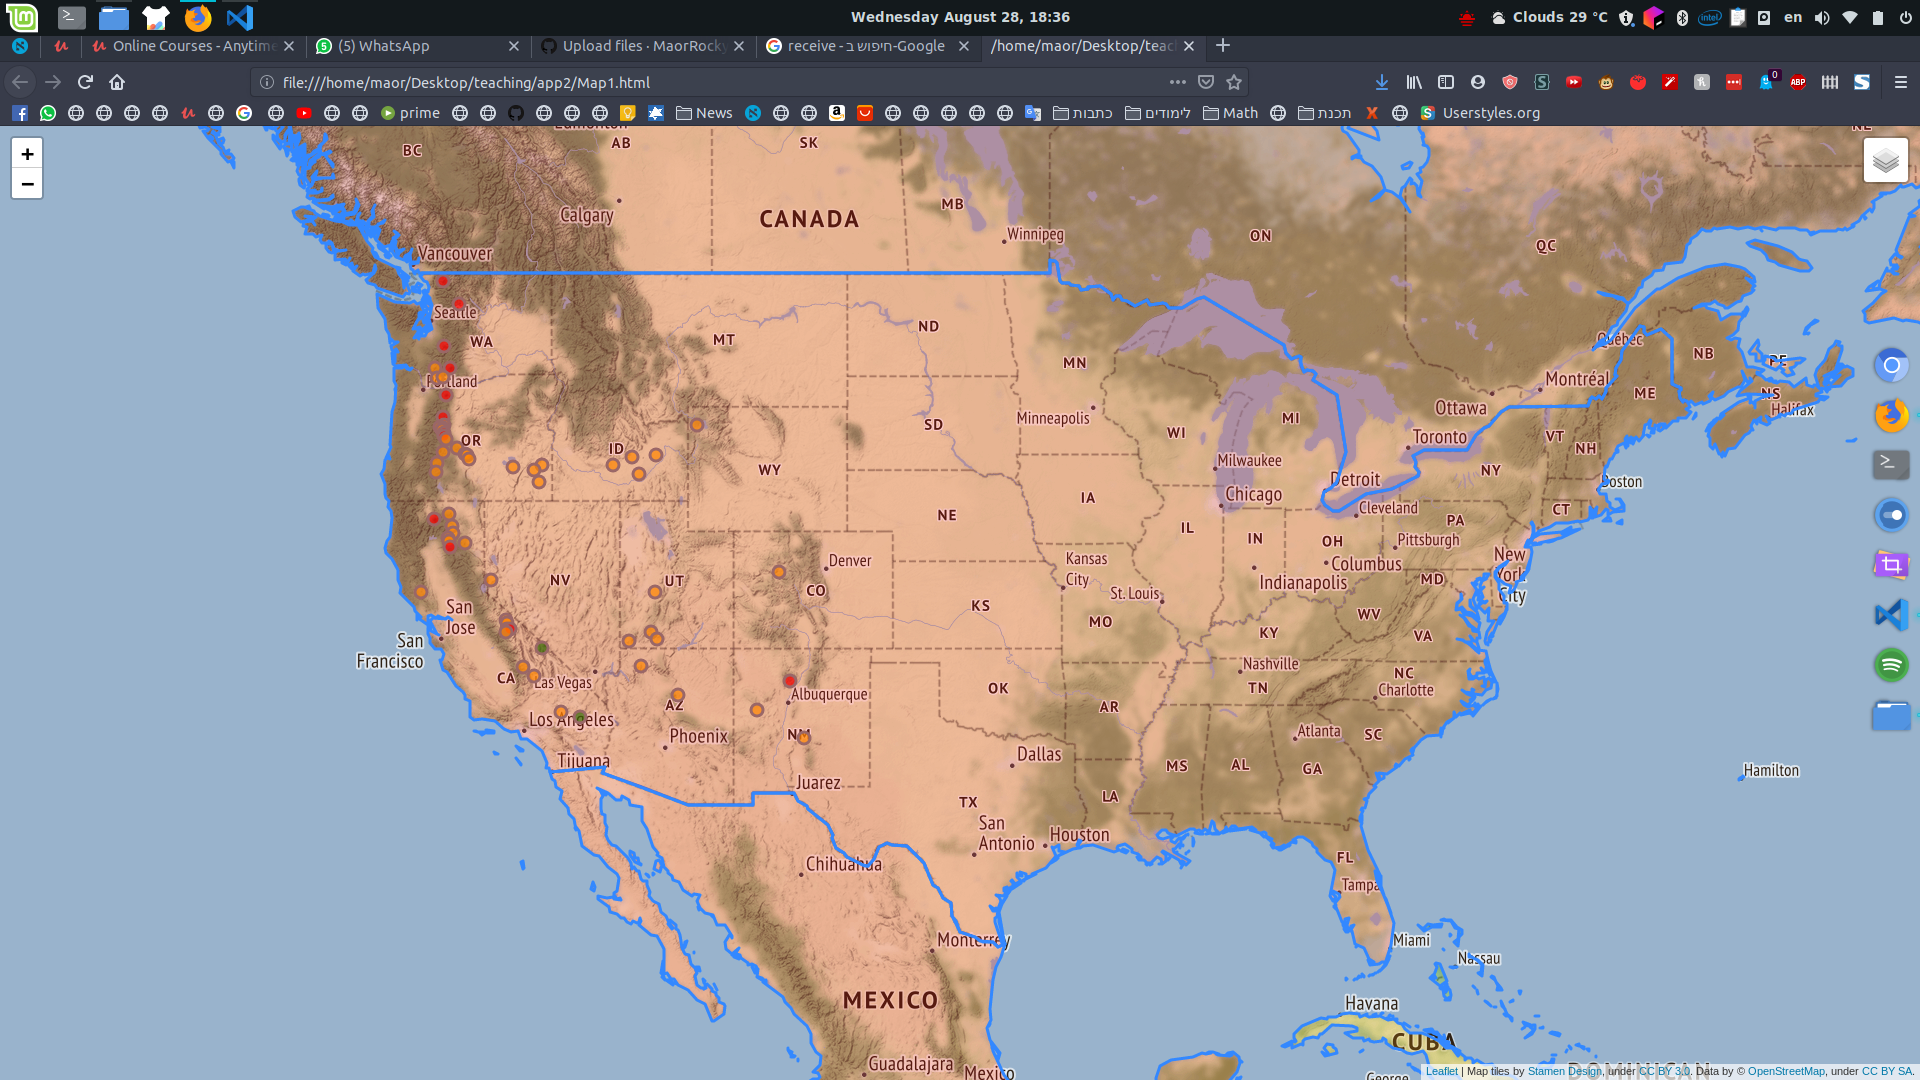 Wednesday August 28, 18:36
Clouds 29 °C
en
Online Courses - Anytime
(5) WhatsApp
Upload files · MaorRocky
receive - חיפוש ב-Google
/home/maor/Desktop/teac
file:///home/maor/Desktop/teaching/app2/Map1.html
0
ABP
prime
News
כתבות
לימודים
Math
תכנת
Userstyles.org
+
−
Edmonton
BC
AB
SK
MB
ON
QC
NL
CANADA
Calgary
Winnipeg
Vancouver
Seattle
WA
MT
ND
MN
Québec
NB
PE
NS
Halifax
Portland
Montréal
ME
Ottawa
Minneapolis
SD
WI
MI
Toronto
VT
NH
OR
ID
WY
Milwaukee
NY
Boston
Chicago
Detroit
IA
NE
Cleveland
PA
CT
IL
IN
OH
Pittsburgh
New
York
City
Denver
Kansas
City
Columbus
Indianapolis
MD
NV
UT
CO
KS
St. Louis
WV
VA
San
Jose
MO
KY
San
Francisco
CA
Las Vegas
Albuquerque
OK
Nashville
TN
NC
Charlotte
AZ
AR
Los Angeles
Phoenix
NM
Atlanta
SC
Tijuana
Dallas
MS
AL
GA
Hamilton
Juarez
TX
LA
San
Antonio
Houston
Chihuahua
FL
Tampa
Monterrey
Miami
Nassau
MEXICO
Havana
CUBA
Guadalajara
Mexico
George
DOMINICAN
Leaflet | Map tiles by Stamen Design, under CC BY 3.0. Data by © OpenStreetMap, under CC BY SA.